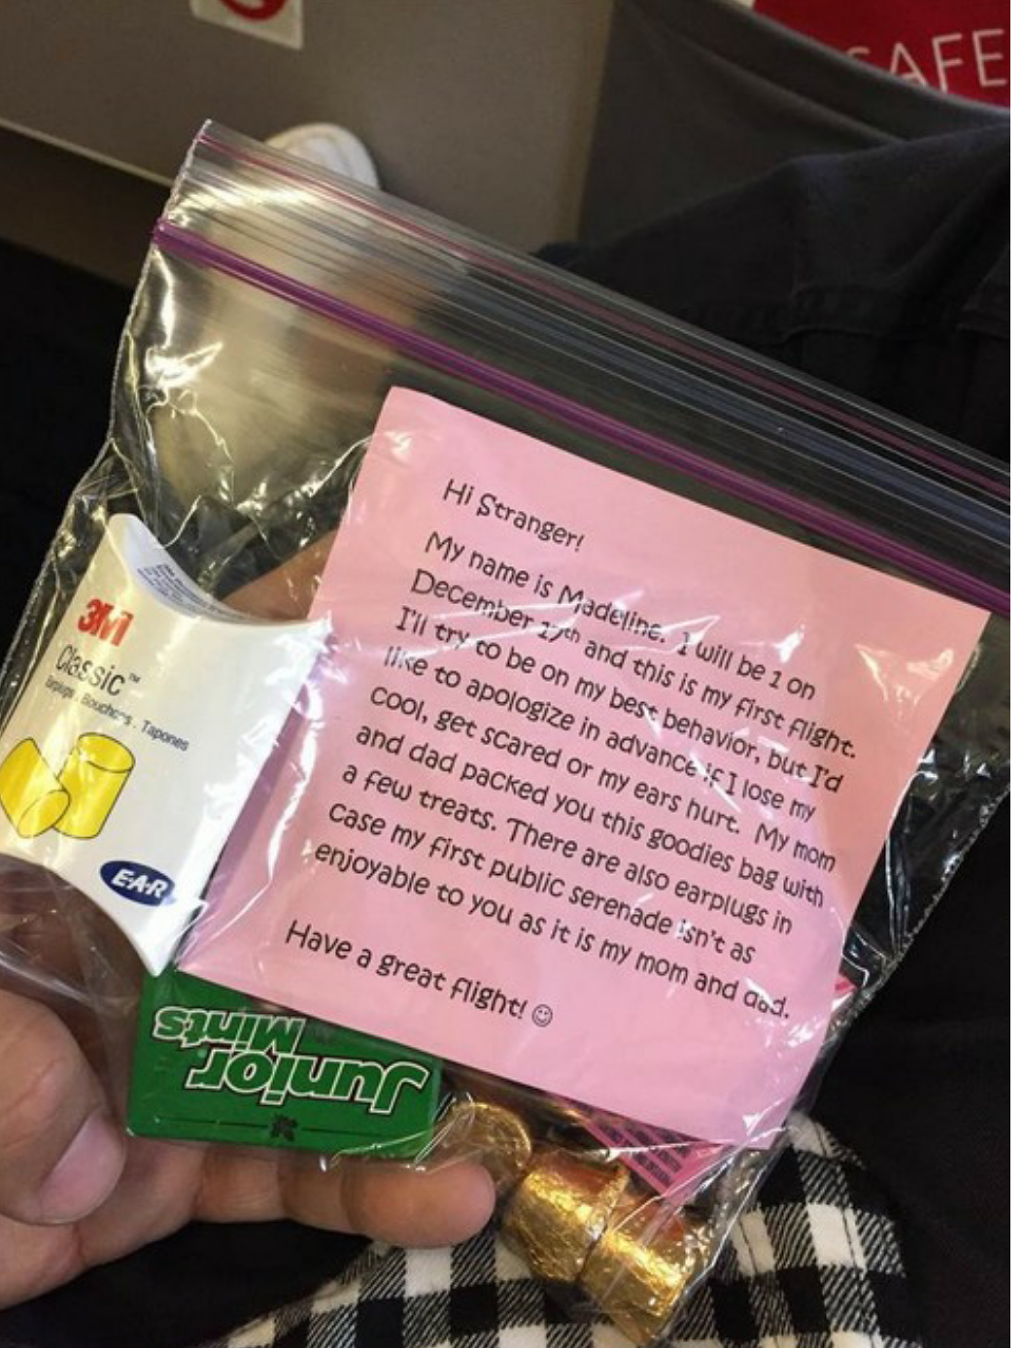 SAFE
Hi Stranger!
My name is Madeline. I will be 1 on
December 17th and this is my first flight.
I'll try to be on my best behavior, but I'd
like to apologize in advance if I lose my
cool, get scared or my ears hurt. My mom
and dad packed you this goodies bag with
a few treats. There are also earplugs in
case my first public serenade isn't as
enjoyable to you as it is my mom and dad.
Have a great flight! ☺
3M
Classic™
Earplugs . Bouchons . Tapones
E·A·R
Junior
Mints